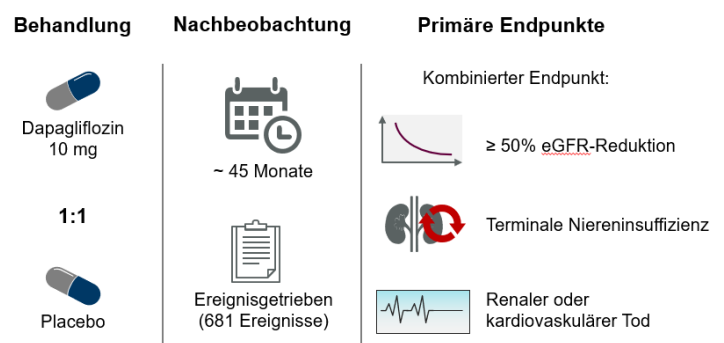 Behandlung
Dapagliflozin
10 mg
1:1
Placebo
Nachbeobachtung
~ 45 Monate
Ereignisgetrieben
(681 Ereignisse)
Primäre Endpunkte
Kombinierter Endpunkt:
≥ 50% eGFR-Reduktion
Terminale Niereninsuffizienz
Renaler oder
kardiovaskulärer Tod